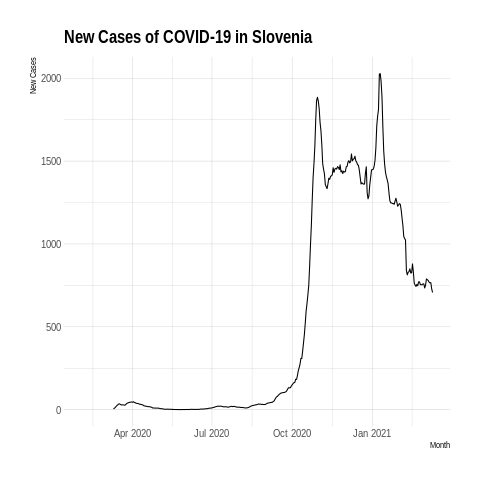 New Cases of COVID-19 in Slovenia
New Cases
2000
1500
1000
500
0
Apr 2020 Jul 2020 Oct 2020 Jan 2021
Month